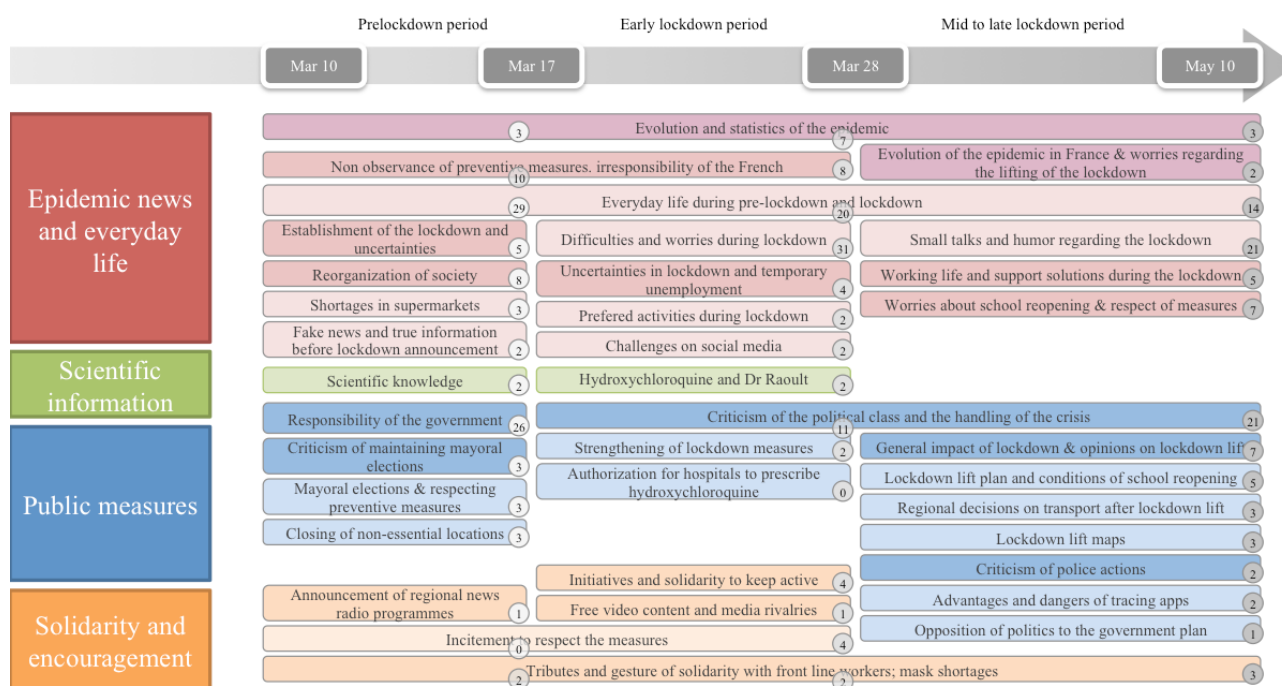 Prelockdown period
Early lockdown period
Mid to late lockdown period
Mar 10
Mar 17
Mar 28
May 10
Epidemic news
and everyday
life
Evolution and statistics of the epidemic
3
7
3
Non observance of preventive measures. irresponsibility of the French
10
8
Evolution of the epidemic in France & worries regarding
the lifting of the lockdown
2
Everyday life during pre-lockdown and lockdown
29
20
14
Establishment of the lockdown and
uncertainties
5
Difficulties and worries during lockdown
31
Small talks and humor regarding the lockdown
21
Reorganization of society
8
Uncertainties in lockdown and temporary
unemployment
4
Working life and support solutions during the lockdown
5
Shortages in supermarkets
3
Prefered activities during lockdown
2
Worries about school reopening & respect of measures
7
Fake news and true information
before lockdown announcement
2
Challenges on social media
2
Scientific
information
Scientific knowledge
2
Hydroxychloroquine and Dr Raoult
2
Public measures
Responsibility of the government
26
Criticism of the political class and the handling of the crisis
11
21
Criticism of maintaining mayoral
elections
3
Strengthening of lockdown measures
2
General impact of lockdown & opinions on lockdown lift
7
Mayoral elections & respecting
preventive measures
3
Authorization for hospitals to prescribe
hydroxychloroquine
0
Lockdown lift plan and conditions of school reopening
5
Closing of non-essential locations
3
Regional decisions on transport after lockdown lift
3
Lockdown lift maps
3
Criticism of police actions
2
Advantages and dangers of tracing apps
2
Opposition of politics to the government plan
1
Solidarity and
encouragement
Initiatives and solidarity to keep active
4
Announcement of regional news
radio programmes
1
Free video content and media rivalries
1
Incitement to respect the measures
0
4
Tributes and gesture of solidarity with front line workers; mask shortages
2
2
3